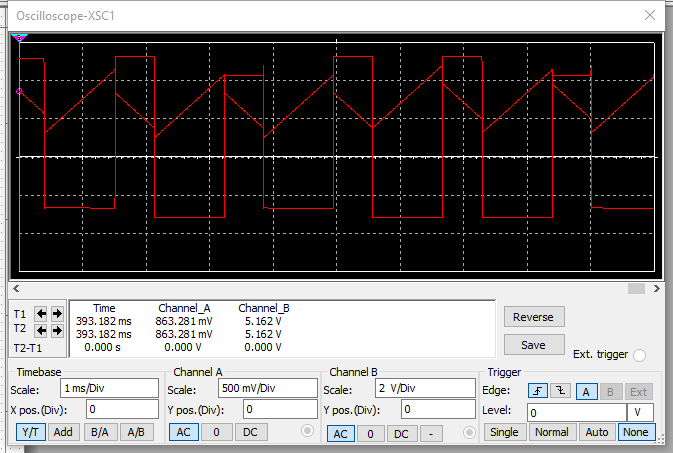 Oscilloscope-XSC1
Time Channel_A Channel_B
T1 393.182 ms 863.281 mV 5.162 V
T2 393.182 ms 863.281 mV 5.162 V
T2-T1 0.000 s 0.000 V 0.000 V
Reverse
Save
Ext. trigger
Timebase
Scale: 1 ms/Div
X pos.(Div): 0
Y/T Add B/A A/B
Channel A
Scale: 500 mV/Div
Y pos.(Div): 0
AC 0 DC
Channel B
Scale: 2 V/Div
Y pos.(Div): 0
AC 0 DC -
Trigger
Edge: A B Ext
Level: 0 V
Single Normal Auto None